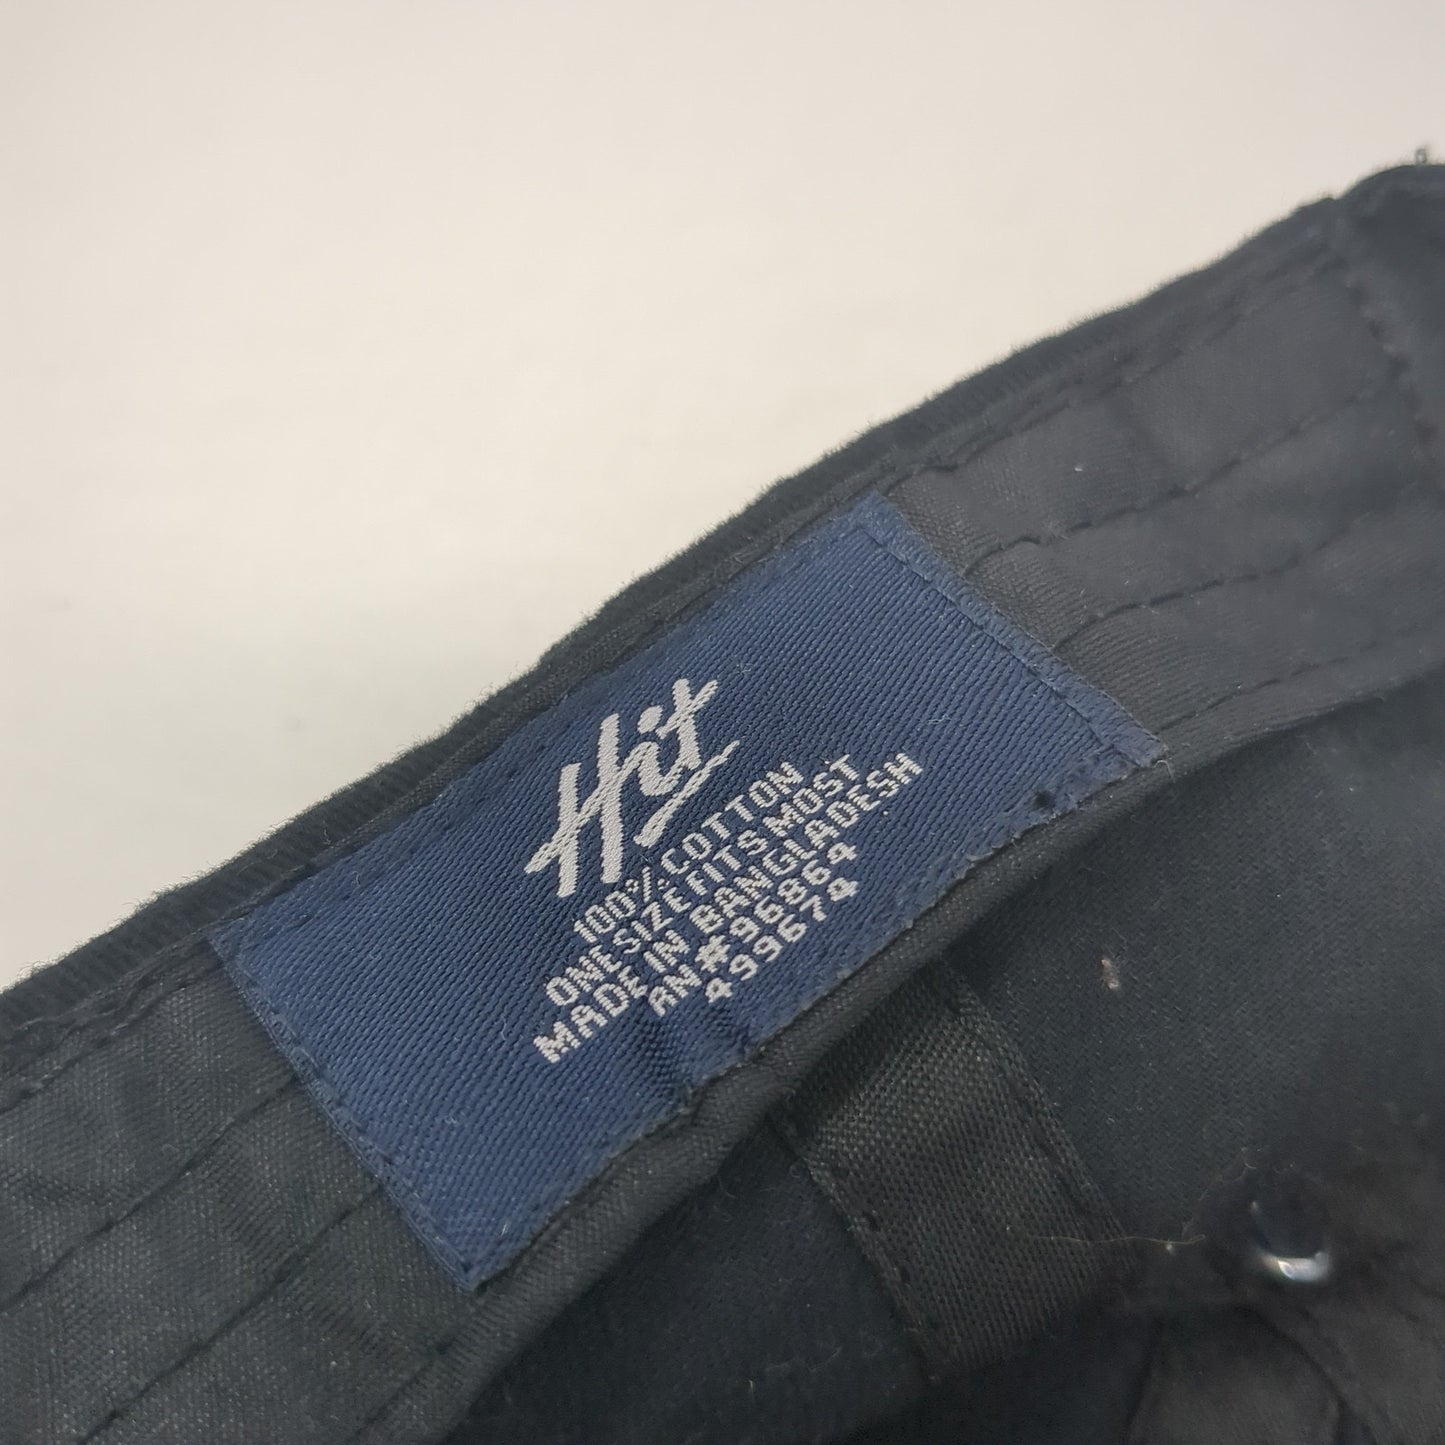 Hit
100% COTTON
ONE SIZE FITS MOST
MADE IN BANGLADESH
AN#96864
499674